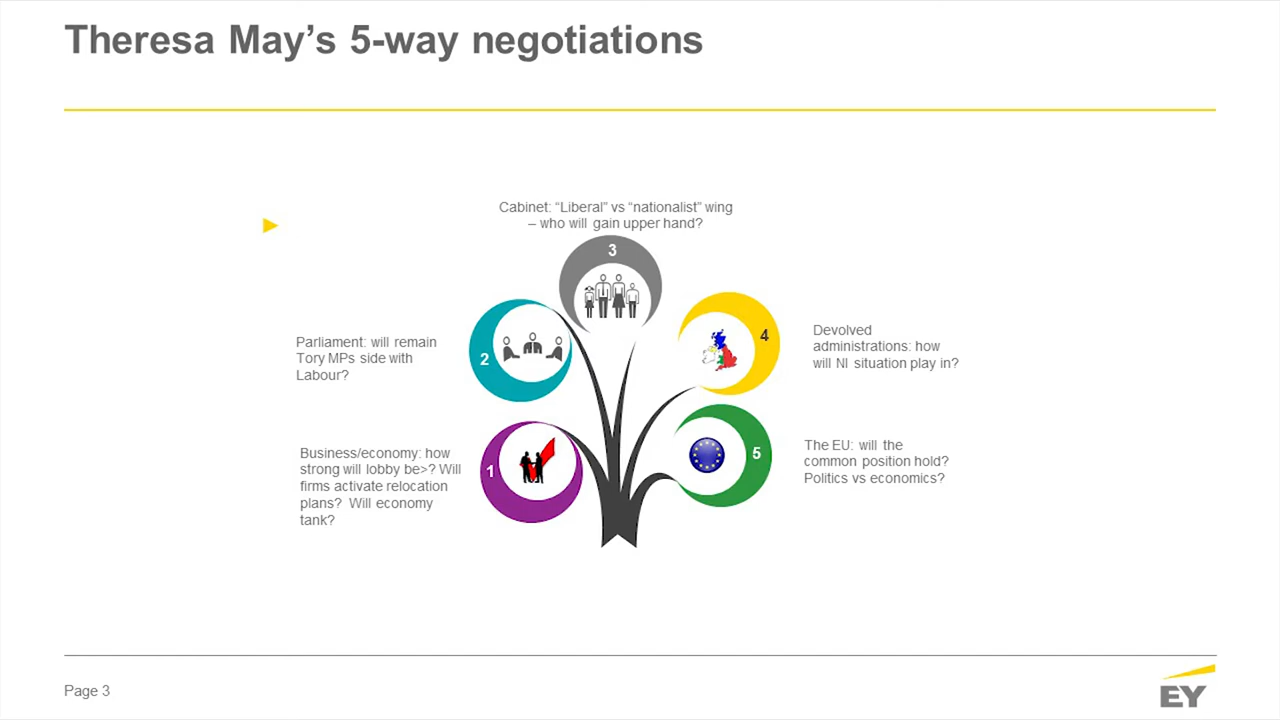 Theresa May’s 5-way negotiations
Cabinet: “Liberal” vs “nationalist” wing
– who will gain upper hand?
3
2
Parliament: will remain
Tory MPs side with
Labour?
4
Devolved
administrations: how
will NI situation play in?
1
Business/economy: how
strong will lobby be>? Will
firms activate relocation
plans? Will economy
tank?
5
The EU: will the
common position hold?
Politics vs economics?
Page 3
EY